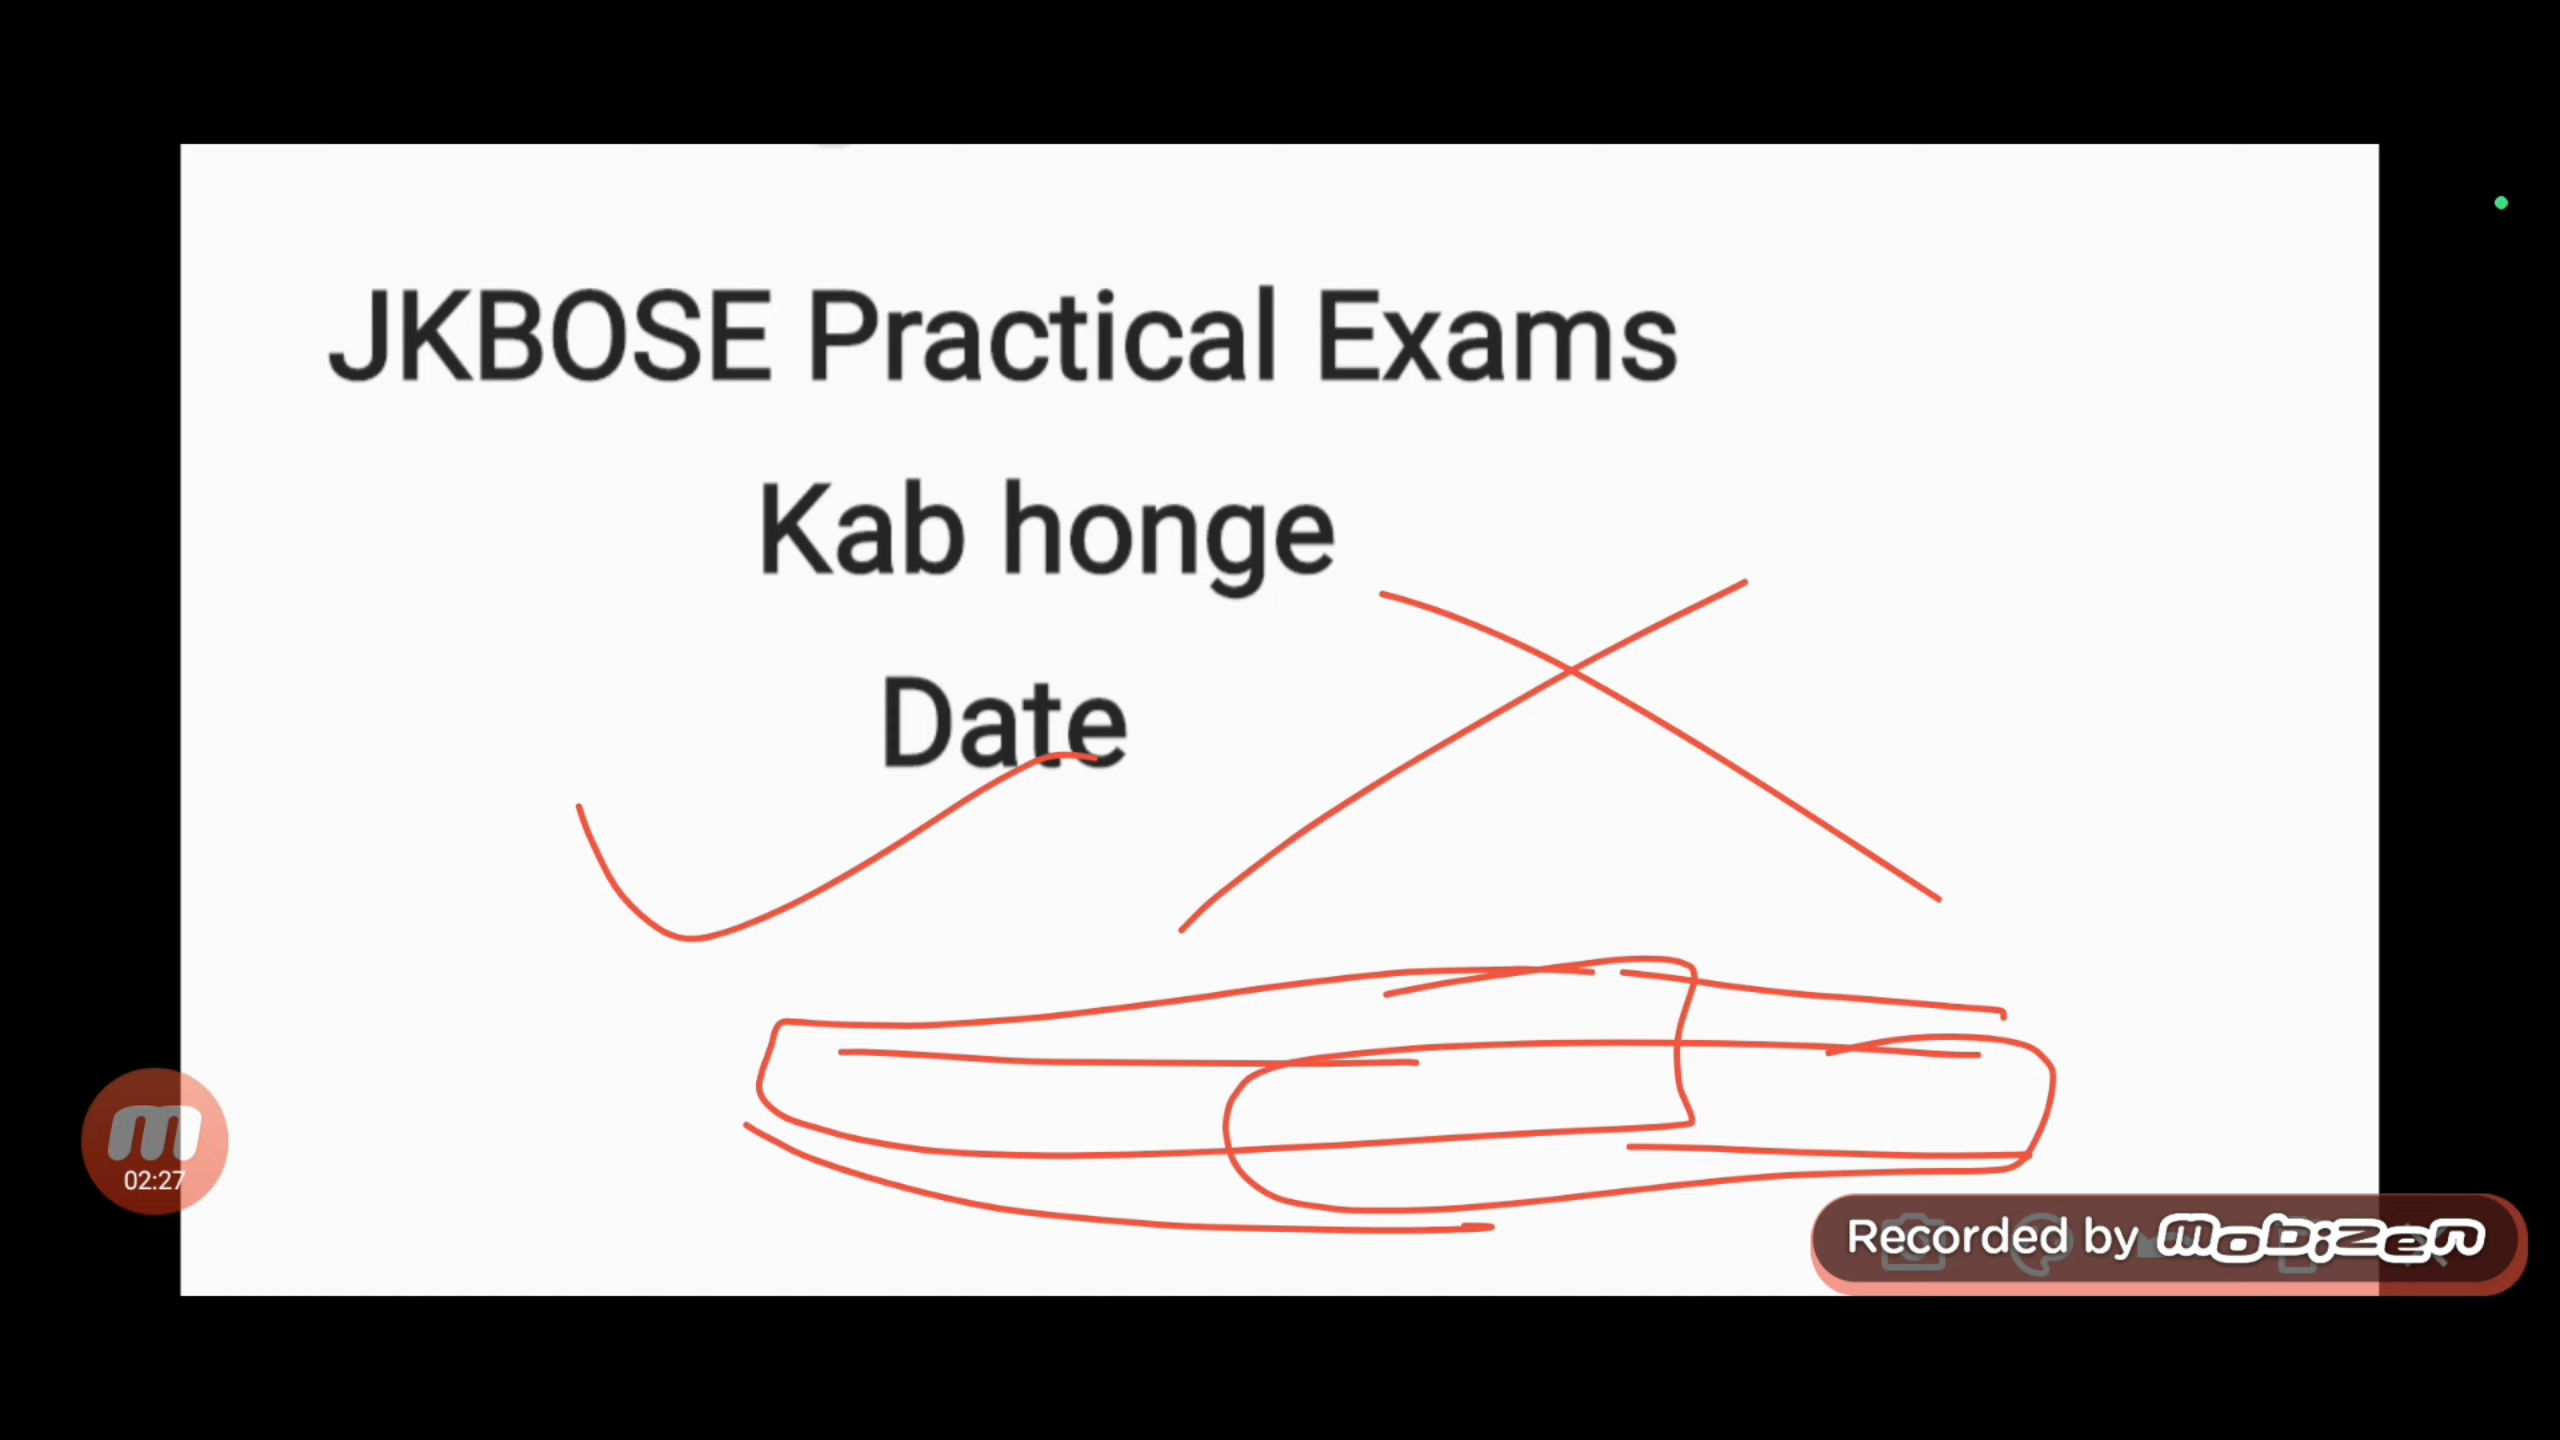 JKBOSE Practical Exams
Kab honge
Date
m
02:27
Recorded by mobizen